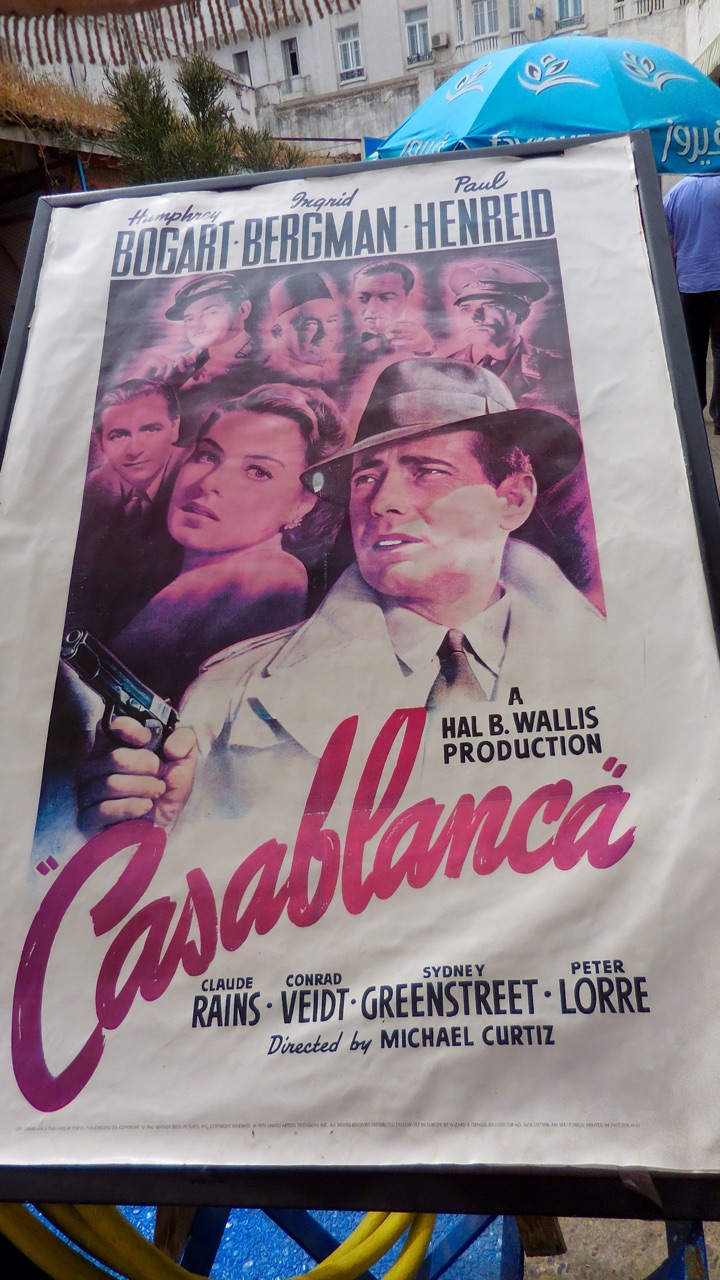 فيروز
Humphrey Ingrid Paul
BOGART · BERGMAN · HENREID
A
HAL B. WALLIS
PRODUCTION
"Casablanca"
CLAUDE CONRAD SYDNEY PETER
RAINS · VEIDT · GREENSTREET · LORRE
Directed by MICHAEL CURTIZ